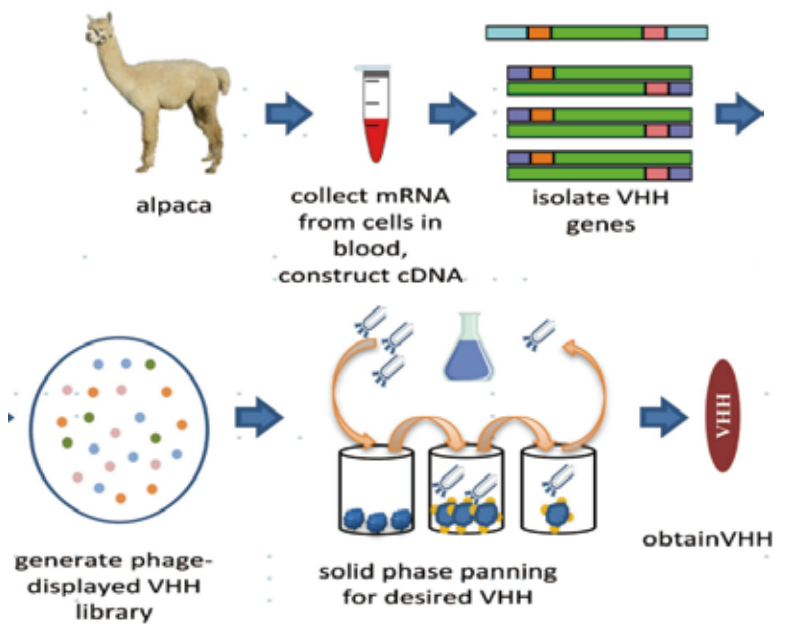 alpaca
collect mRNA
from cells in
blood,
construct cDNA
isolate VHH
genes
generate phage-
displayed VHH
library
solid phase panning
for desired VHH
VHH
obtainVHH